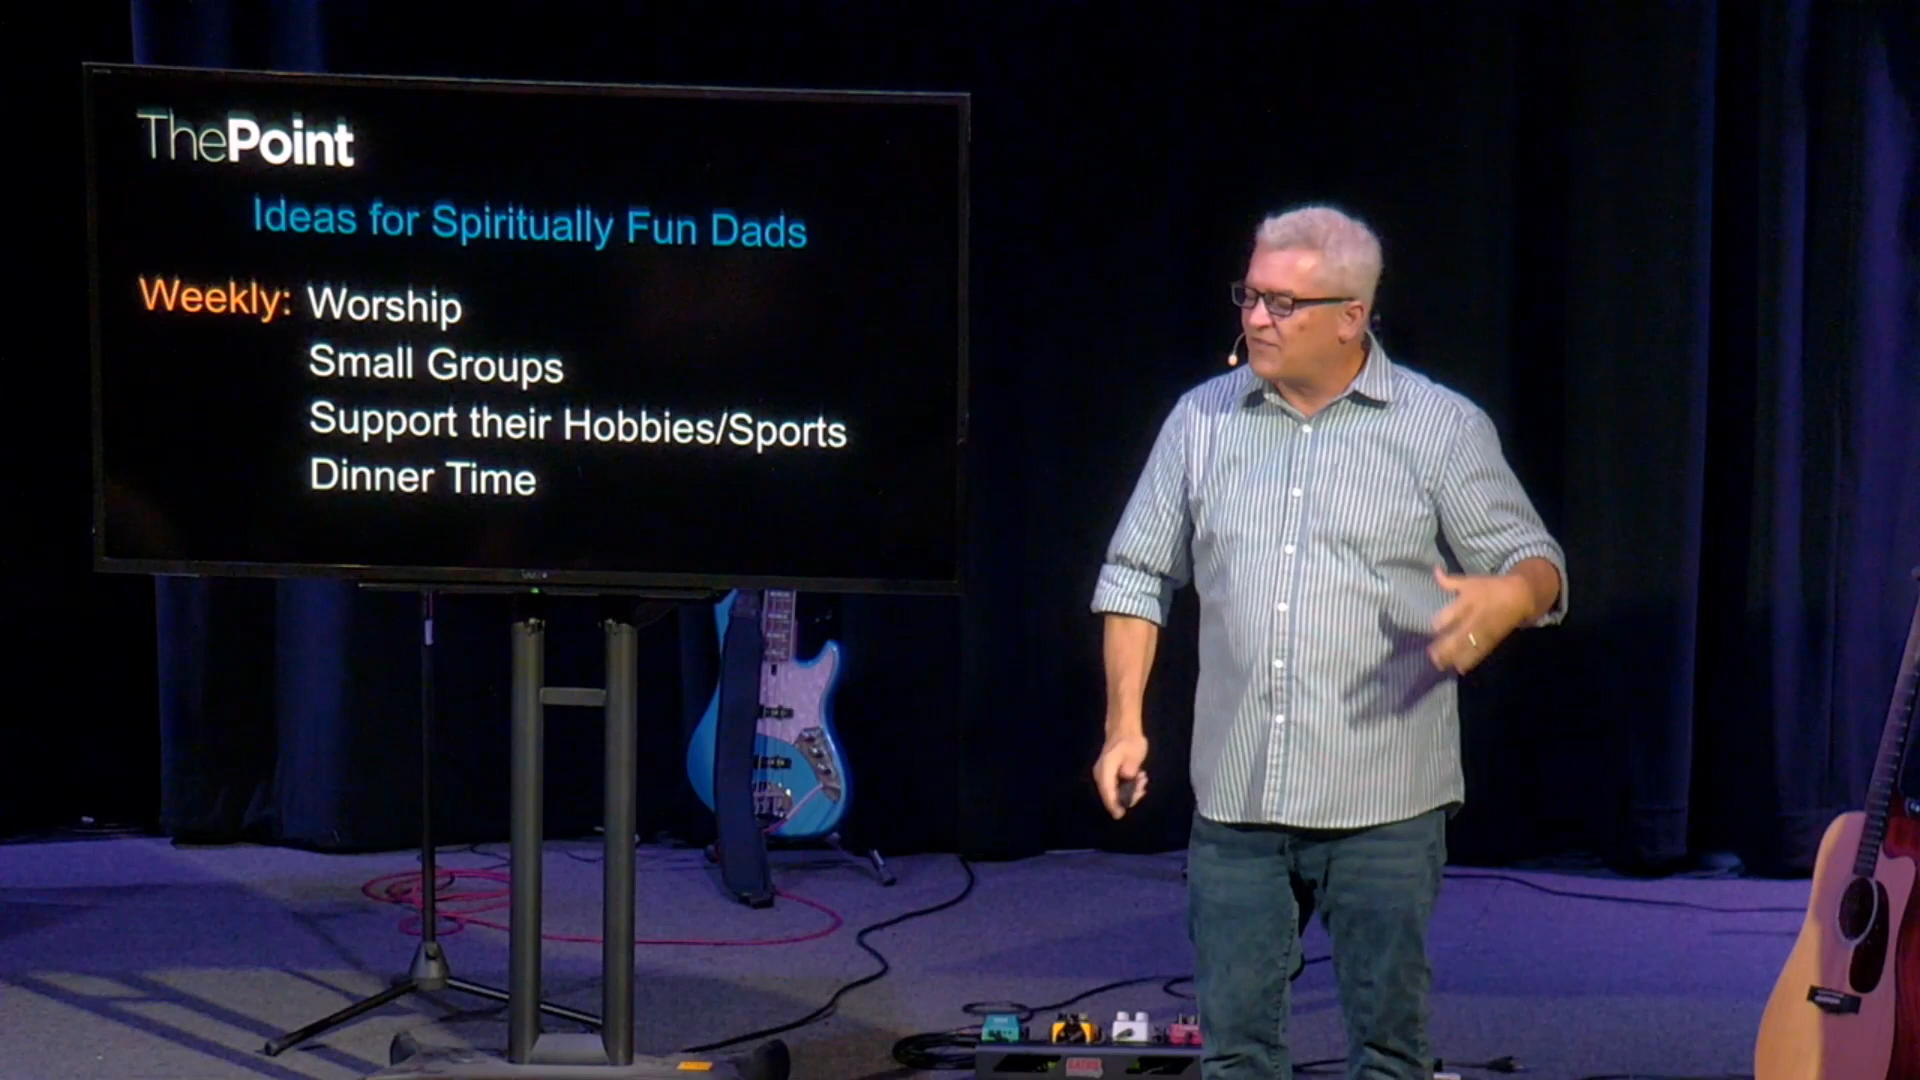 ThePoint
Ideas for Spiritually Fun Dads
Weekly: Worship
Small Groups
Support their Hobbies/Sports
Dinner Time